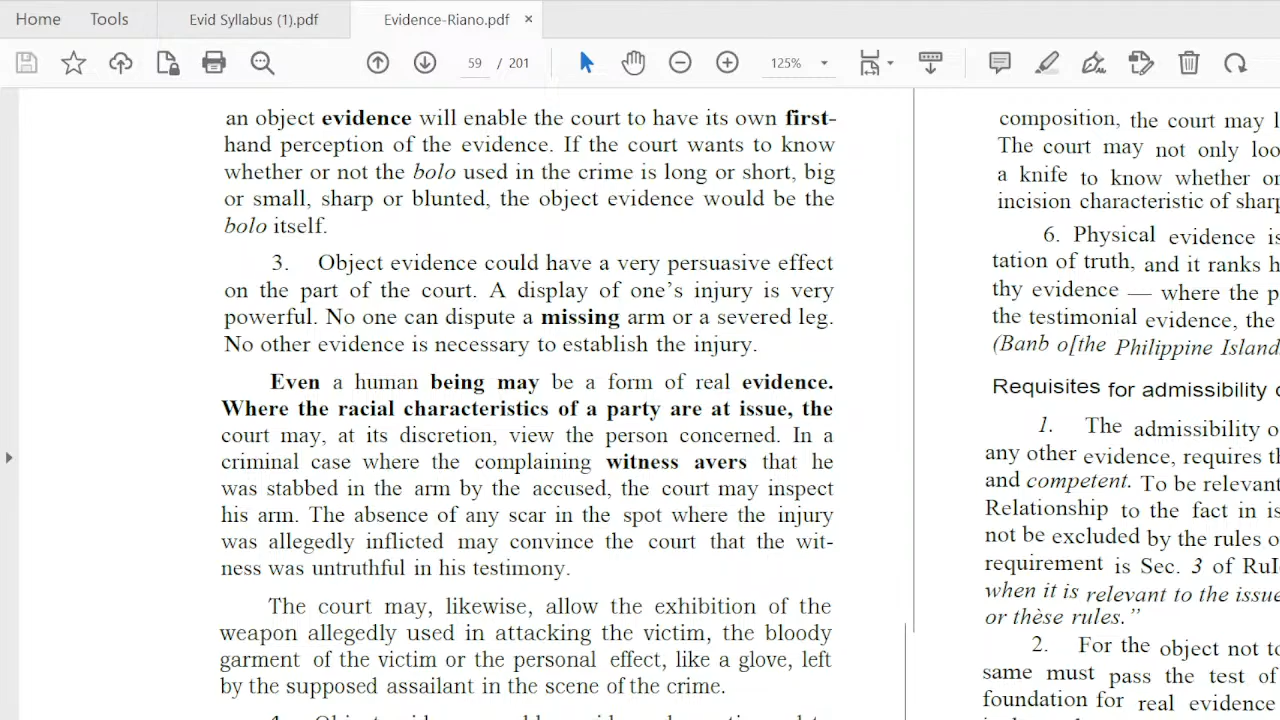 Home Tools Evid Syllabus (1).pdf Evidence-Riano.pdf ×
59 / 201 125%
an object evidence will enable the court to have its own first-
hand perception of the evidence. If the court wants to know
whether or not the bolo used in the crime is long or short, big
or small, sharp or blunted, the object evidence would be the
bolo itself.
3. Object evidence could have a very persuasive effect
on the part of the court. A display of one's injury is very
powerful. No one can dispute a missing arm or a severed leg.
No other evidence is necessary to establish the injury.
Even a human being may be a form of real evidence.
Where the racial characteristics of a party are at issue, the
court may, at its discretion, view the person concerned. In a
criminal case where the complaining witness avers that he
was stabbed in the arm by the accused, the court may inspect
his arm. The absence of any scar in the spot where the injury
was allegedly inflicted may convince the court that the wit-
ness was untruthful in his testimony.
The court may, likewise, allow the exhibition of the
weapon allegedly used in attacking the victim, the bloody
garment of the victim or the personal effect, like a glove, left
by the supposed assailant in the scene of the crime.
composition, the court may
The court may not only loo
a knife to know whether or
incision characteristic of sharp
6. Physical evidence is
tation of truth, and it ranks h
thy evidence — where the p
the testimonial evidence, the
(Banb o[the Philippine Island
Requisites for admissibility
1. The admissibility o
any other evidence, requires th
and competent. To be relevant
Relationship to the fact in is
not be excluded by the rules o
requirement is Sec. 3 of Rul
when it is relevant to the issue
or thèse rules.”
2. For the object not to
same must pass the test of
foundation for real evidence